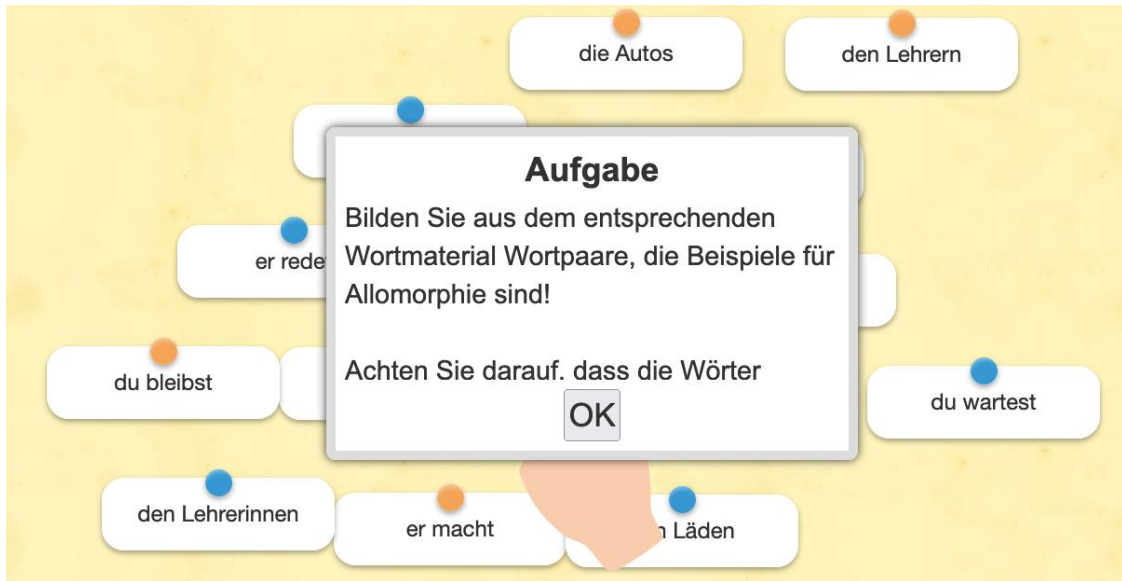 die Autos
den Lehrern
Aufgabe
Bilden Sie aus dem entsprechenden
Wortmaterial Wortpaare, die Beispiele für
Allomorphie sind!
er rede
Achten Sie darauf. dass die Wörter
OK
du bleibst
du wartest
den Lehrerinnen
er macht
Läden